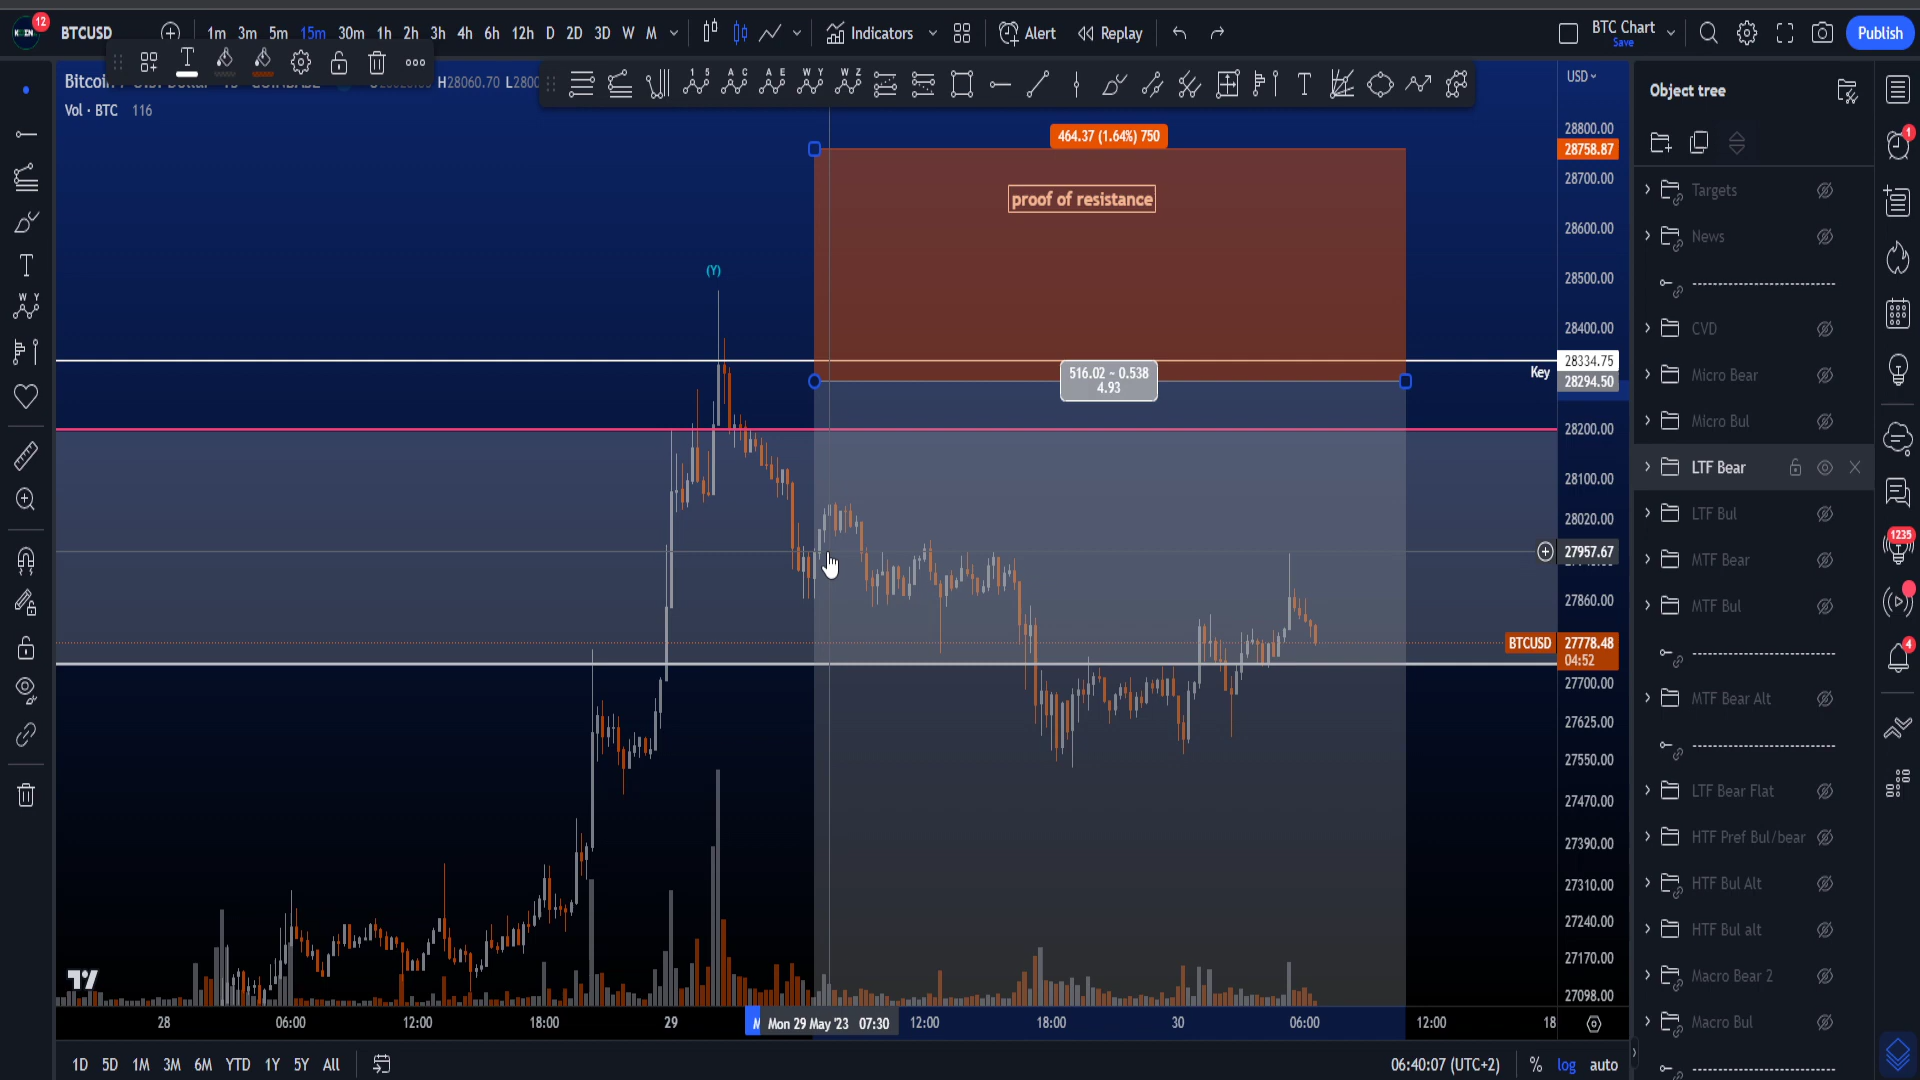 12
BTCUSD
1m 3m 5m 15m 30m 1h 2h 3h 4h 6h 12h D 2D 3D W M
Indicators
Alert
Replay
BTC Chart
Save
Publish
H28060.70
Vol · BTC 116
USD
Object tree
464.37 (1.64%) 750
proof of resistance
(Y)
516.02 ~ 0.538
4.93
Key
28800.00
28758.87
28700.00
28600.00
28500.00
28400.00
28334.75
28294.50
28200.00
28100.00
28020.00
27957.67
27860.00
BTCUSD 27778.48
04:52
27700.00
27625.00
27550.00
27470.00
27390.00
27310.00
27240.00
27170.00
27098.00
Targets
News
CVD
Micro Bear
Micro Bul
LTF Bear
LTF Bul
MTF Bear
MTF Bul
MTF Bear Alt
LTF Bear Flat
HTF Pref Bul/bear
HTF Bul Alt
HTF Bul alt
Macro Bear 2
Macro Bul
1
1235
4
28 06:00 12:00 18:00 29 Mon 29 May '23 07:30 12:00 18:00 30 06:00 12:00 18
1D 5D 1M 3M 6M YTD 1Y 5Y All
06:40:07 (UTC+2) % log auto